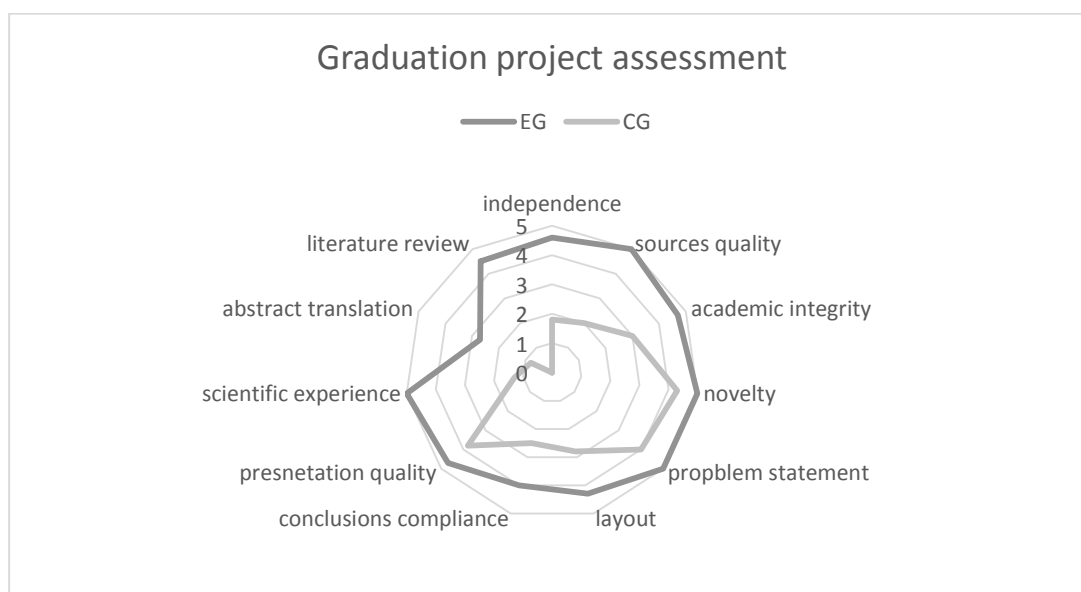 Graduation project assessment
EG CG
independence
literature review 5 sources quality
4
3
abstract translation 2 academic integrity
1
0
scientific experience novelty
presnetation quality propblem statement
conclusions compliance layout